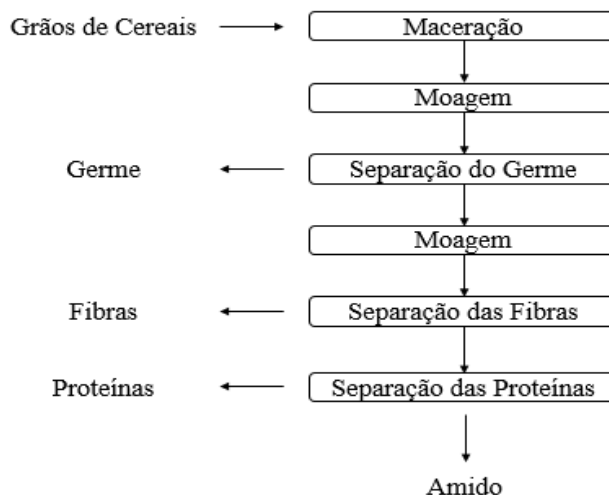 Grãos de Cereais
Maceração
Moagem
Germe
Separação do Germe
Moagem
Fibras
Separação das Fibras
Proteínas
Separação das Proteínas
Amido